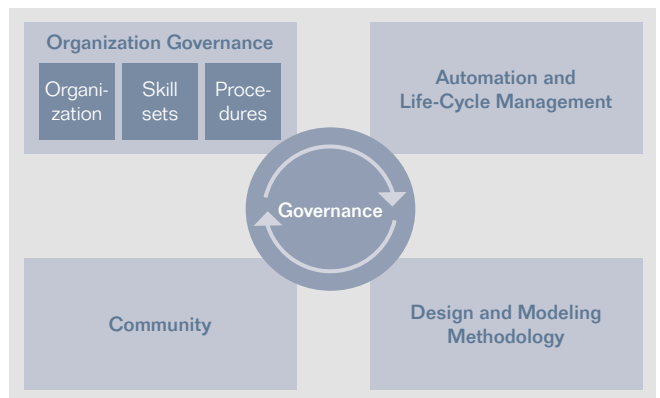 Organization Governance
Organi-
zation
Skill
sets
Proce-
dures
Automation and
Life-Cycle Management
Governance
Community
Design and Modeling
Methodology